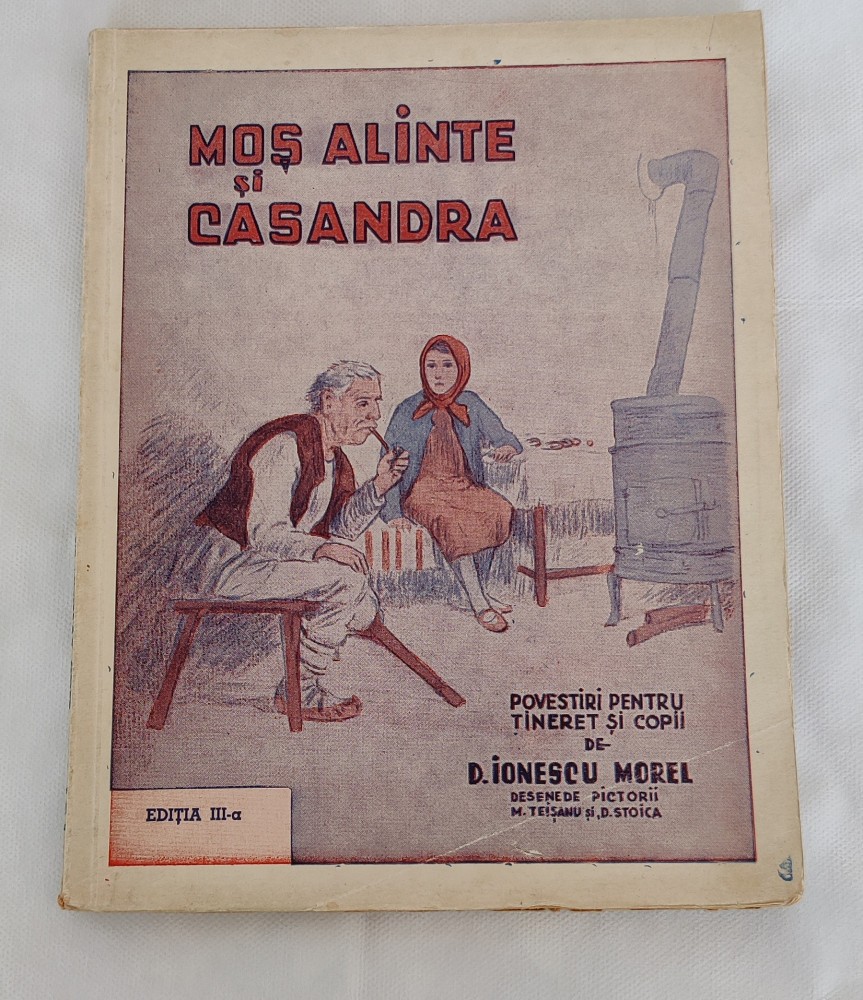 MOȘ ALINTE
și
CASANDRA
POVESTIRI PENTRU
ȚINERET ȘI COPII
DE
D. IONESCU MOREL
DESENE DE PICTORII
M. TEIȘANU și, D. STOICA
EDIȚIA III-a